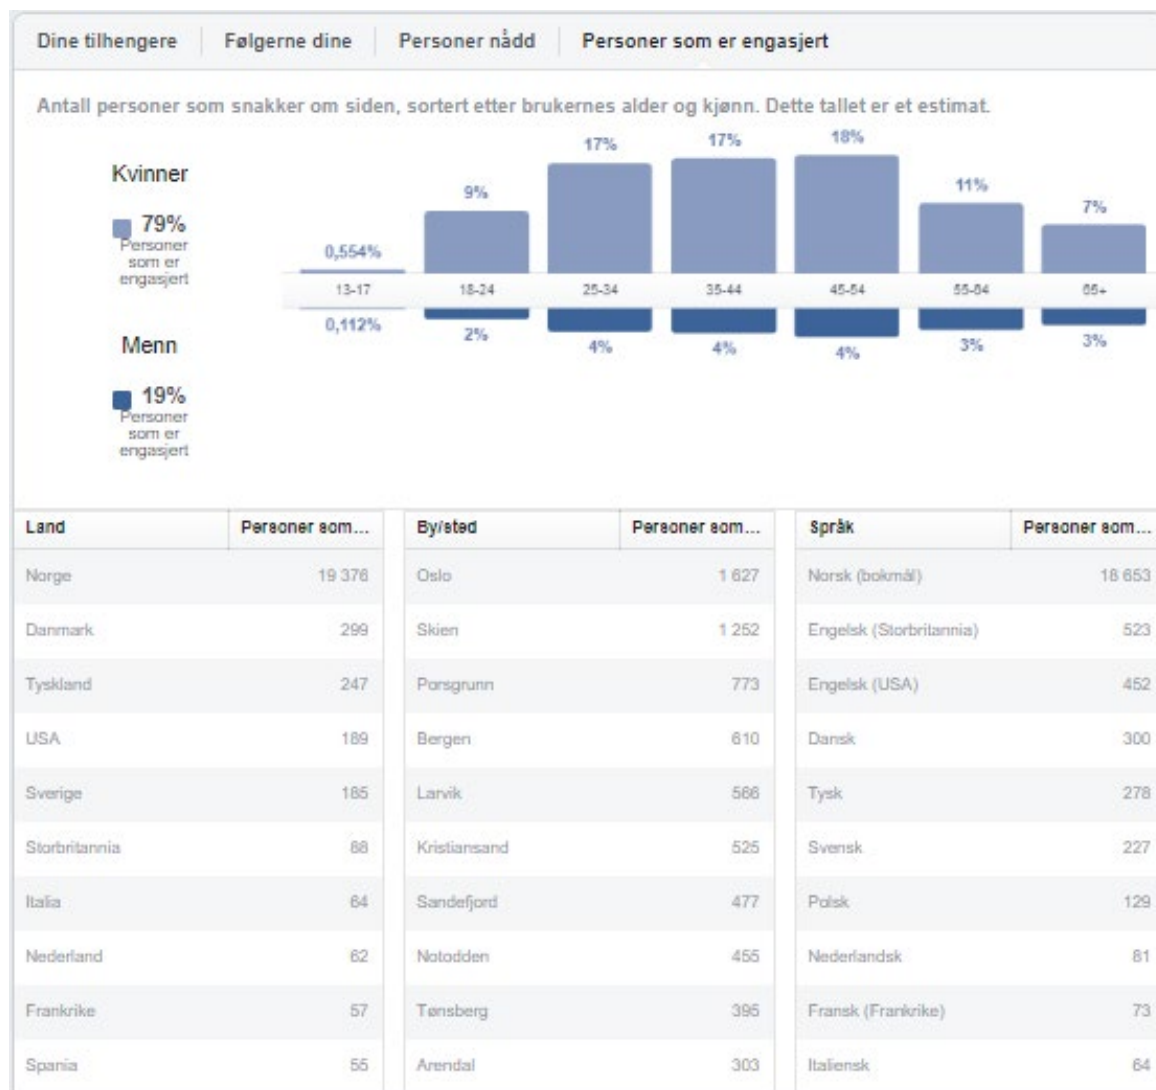 Dine tilhengere Følgerne dine Personer nådd Personer som er engasjert
Antall personer som snakker om siden, sortert etter brukernes alder og kjønn. Dette tallet er et estimat.
Kvinner
79%
Personer
som er
engasjert
0,554% 9% 17% 17% 18% 11% 7%
13-17 18-24 25-34 35-44 45-54 55-64 65+
0,112% 2% 4% 4% 4% 3% 3%
Menn
19%
Personer
som er
engasjert
Land Personer som... By/sted Personer som... Språk Personer som...
Norge 19 376 Oslo 1 627 Norsk (bokmål) 18 653
Danmark 299 Skien 1 252 Engelsk (Storbritannia) 523
Tyskland 247 Porsgrunn 773 Engelsk (USA) 452
USA 189 Bergen 610 Dansk 300
Sverige 185 Larvik 566 Tysk 278
Storbritannia 88 Kristiansand 525 Svensk 227
Italia 64 Sandefjord 477 Polsk 129
Nederland 62 Notodden 455 Nederlandsk 81
Frankrike 57 Tønsberg 395 Fransk (Frankrike) 73
Spania 55 Arendal 303 Italiensk 64